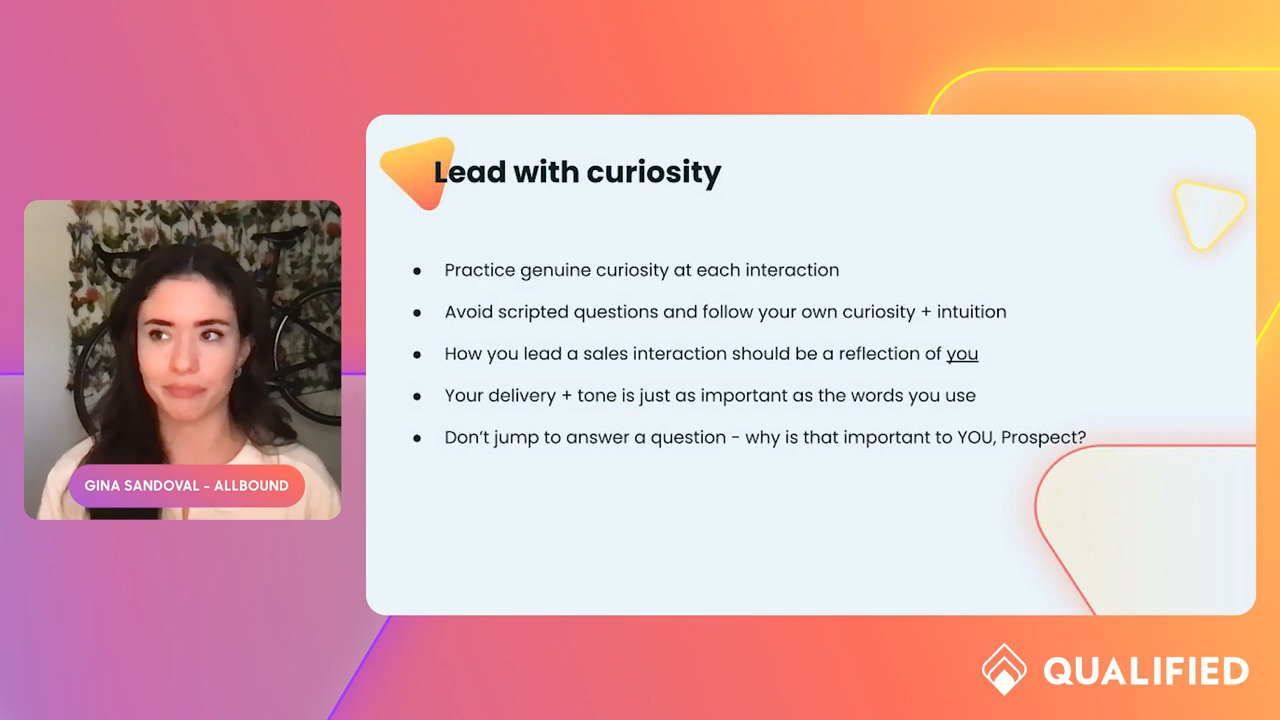 Lead with curiosity
Practice genuine curiosity at each interaction
Avoid scripted questions and follow your own curiosity + intuition
How you lead a sales interaction should be a reflection of you
Your delivery + tone is just as important as the words you use
Don’t jump to answer a question - why is that important to YOU, Prospect?
GINA SANDOVAL - ALLBOUND
QUALIFIED